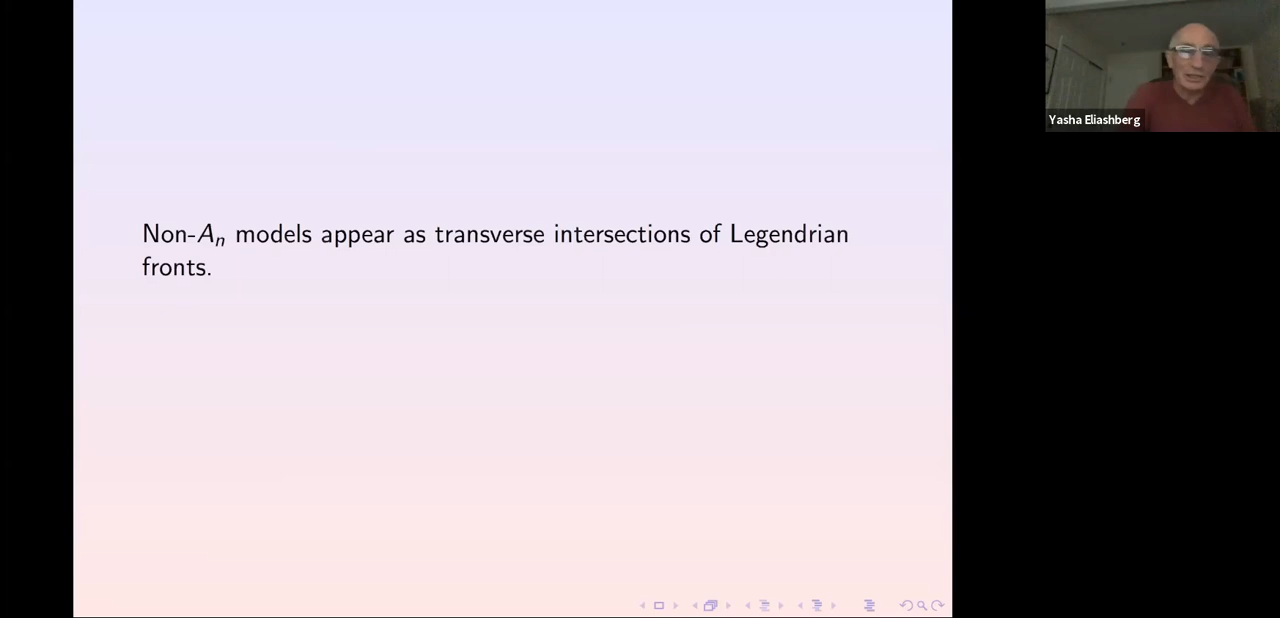 Non-Aₙ models appear as transverse intersections of Legendrian
fronts.
Yasha Eliashberg